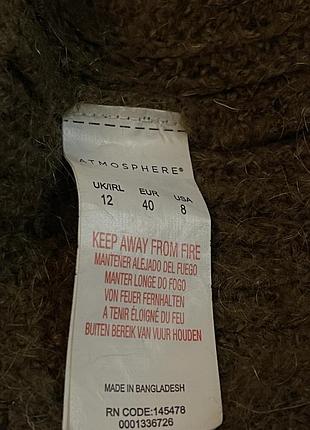 ATMOSPHERE®
UK/IRL EUR USA
12 40 8
KEEP AWAY FROM FIRE
MANTENER ALEJADO DEL FUEGO
MANTER LONGE DO FOGO
VON FEUER FERNHALTEN
A TENIR ÉLOIGNÉ DU FEU
BUITEN BEREIK VAN VUUR HOUDEN
MADE IN BANGLADESH
RN CODE:145478
0001336726